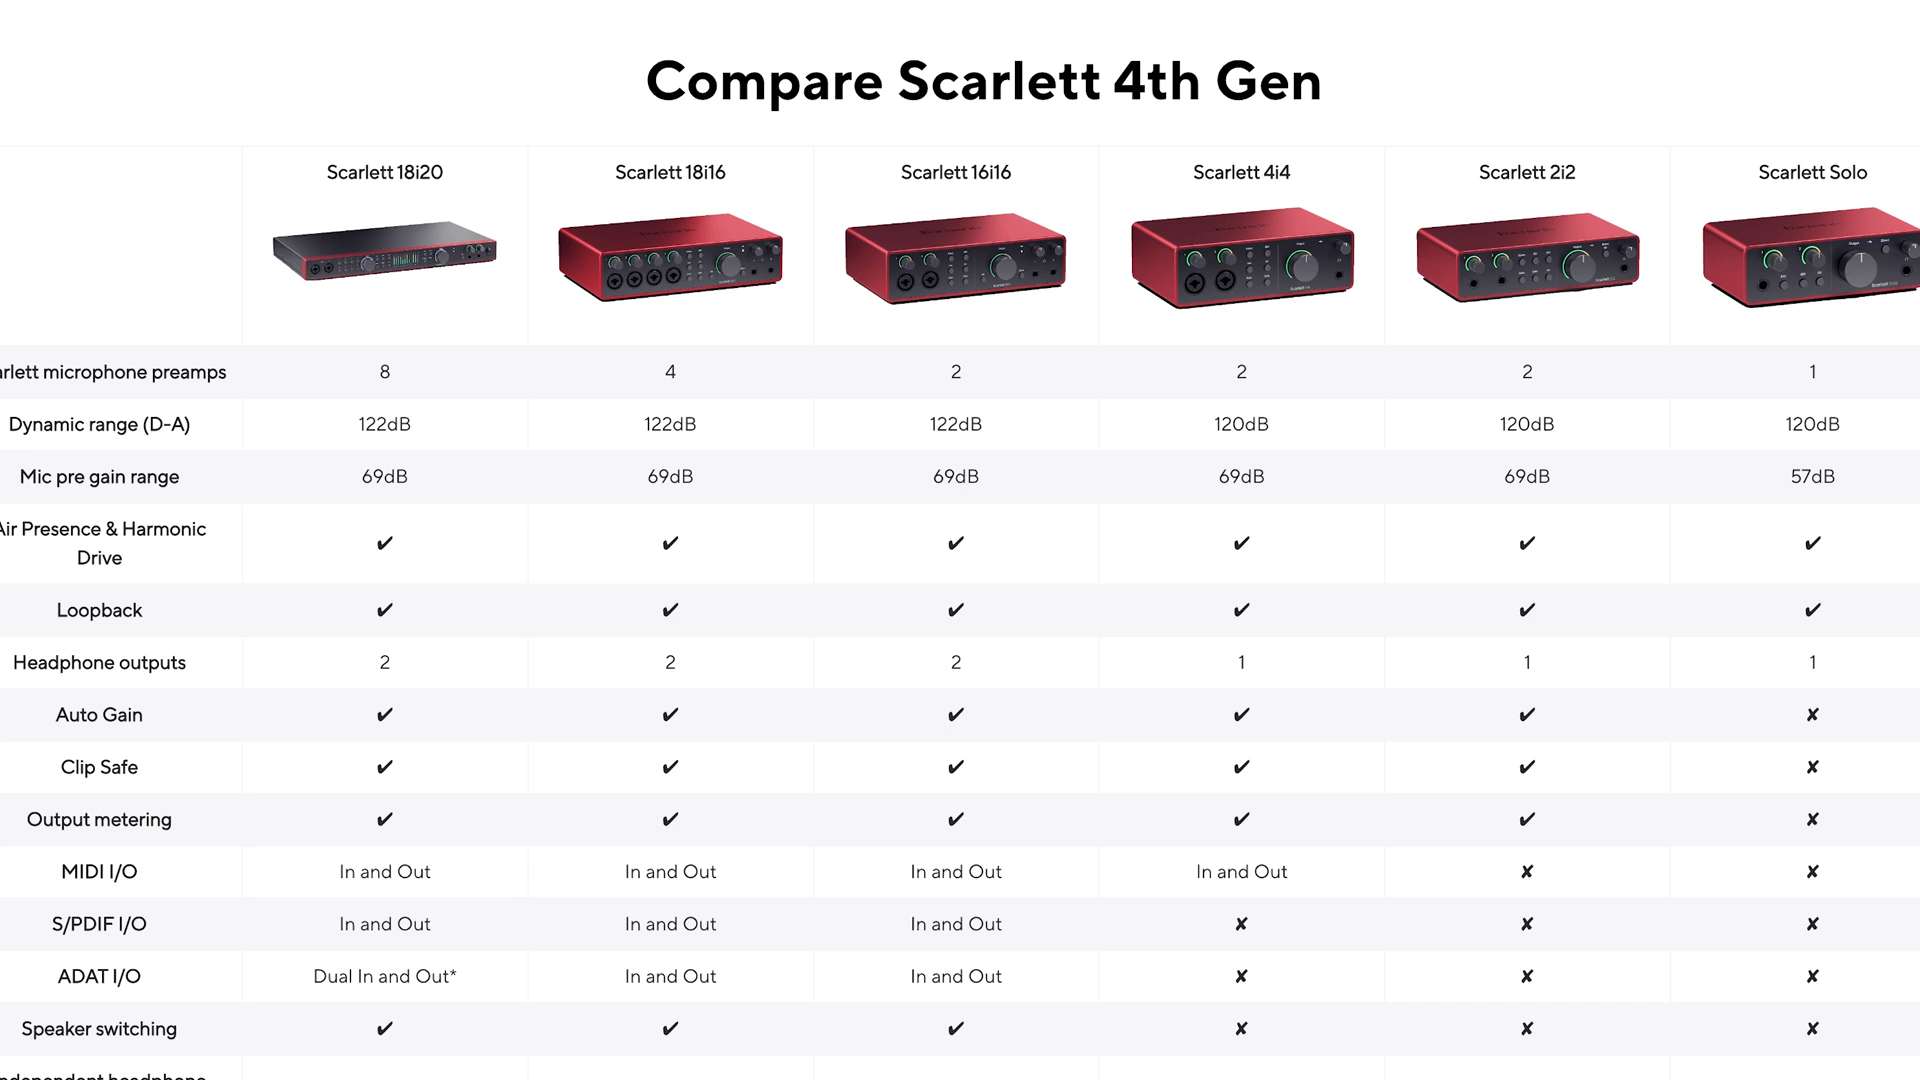 Compare Scarlett 4th Gen
Scarlett 18i20 Scarlett 18i16 Scarlett 16i16 Scarlett 4i4 Scarlett 2i2 Scarlett Solo
arlett microphone preamps 8 4 2 2 2 1
Dynamic range (D-A) 122dB 122dB 122dB 120dB 120dB 120dB
Mic pre gain range 69dB 69dB 69dB 69dB 69dB 57dB
Air Presence & Harmonic
Drive ✔ ✔ ✔ ✔ ✔ ✔
Loopback ✔ ✔ ✔ ✔ ✔ ✔
Headphone outputs 2 2 2 1 1 1
Auto Gain ✔ ✔ ✔ ✔ ✔ ✘
Clip Safe ✔ ✔ ✔ ✔ ✔ ✘
Output metering ✔ ✔ ✔ ✔ ✔ ✘
MIDI I/O In and Out In and Out In and Out In and Out ✘ ✘
S/PDIF I/O In and Out In and Out In and Out ✘ ✘ ✘
ADAT I/O Dual In and Out* In and Out In and Out ✘ ✘ ✘
Speaker switching ✔ ✔ ✔ ✘ ✘ ✘